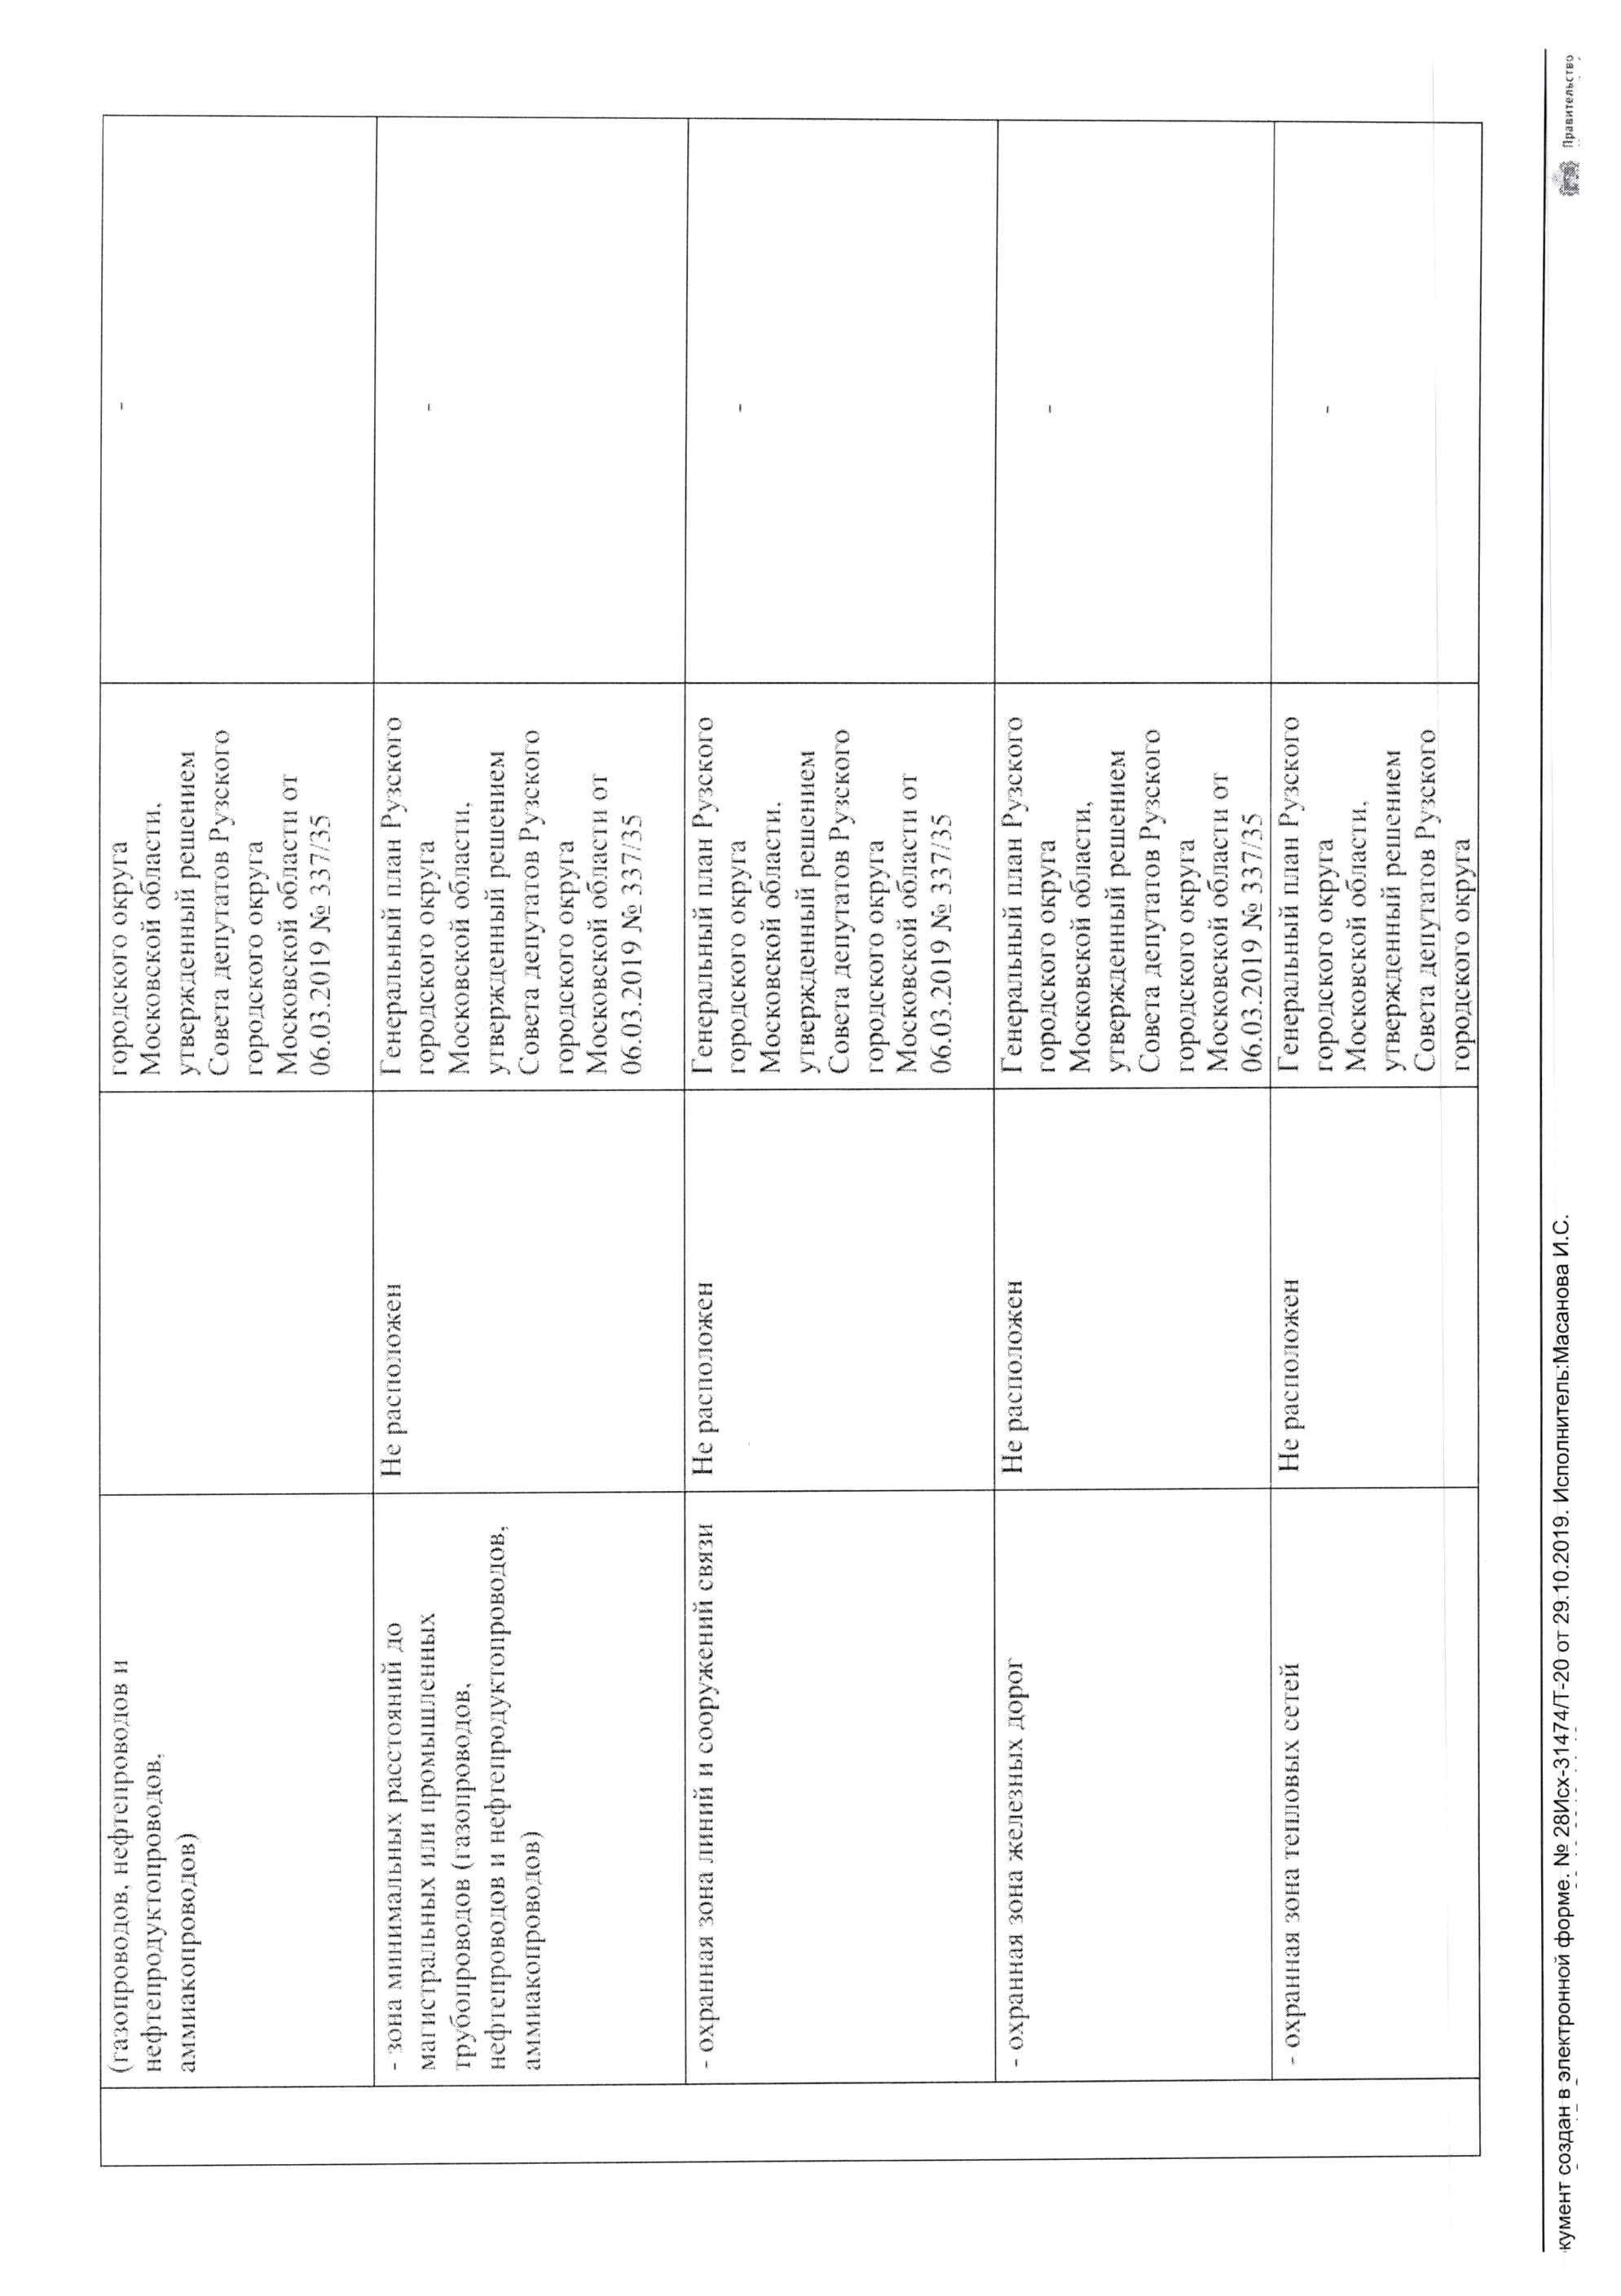 (газопроводов, нефтепроводов и
нефтепродуктопроводов,
аммиакопроводов)
городского округа
Московской области,
утвержденный решением
Совета депутатов Рузского
городского округа
Московской области от
06.03.2019 № 337/35
-
- зона минимальных расстояний до
магистральных или промышленных
трубопроводов (газопроводов,
нефтепроводов и нефтепродуктопроводов,
аммиакопроводов)
Не расположен
Генеральный план Рузского
городского округа
Московской области,
утвержденный решением
Совета депутатов Рузского
городского округа
Московской области от
06.03.2019 № 337/35
-
- охранная зона линий и сооружений связи
Не расположен
Генеральный план Рузского
городского округа
Московской области,
утвержденный решением
Совета депутатов Рузского
городского округа
Московской области от
06.03.2019 № 337/35
-
- охранная зона железных дорог
Не расположен
Генеральный план Рузского
городского округа
Московской области,
утвержденный решением
Совета депутатов Рузского
городского округа
Московской области от
06.03.2019 № 337/35
-
- охранная зона тепловых сетей
Не расположен
Генеральный план Рузского
городского округа
Московской области,
утвержденный решением
Совета депутатов Рузского
городского округа
-
кумент создан в электронной форме. № 28Исх-31474/Т-20 от 29.10.2019. Исполнитель:Масанова И.С.
Правительство